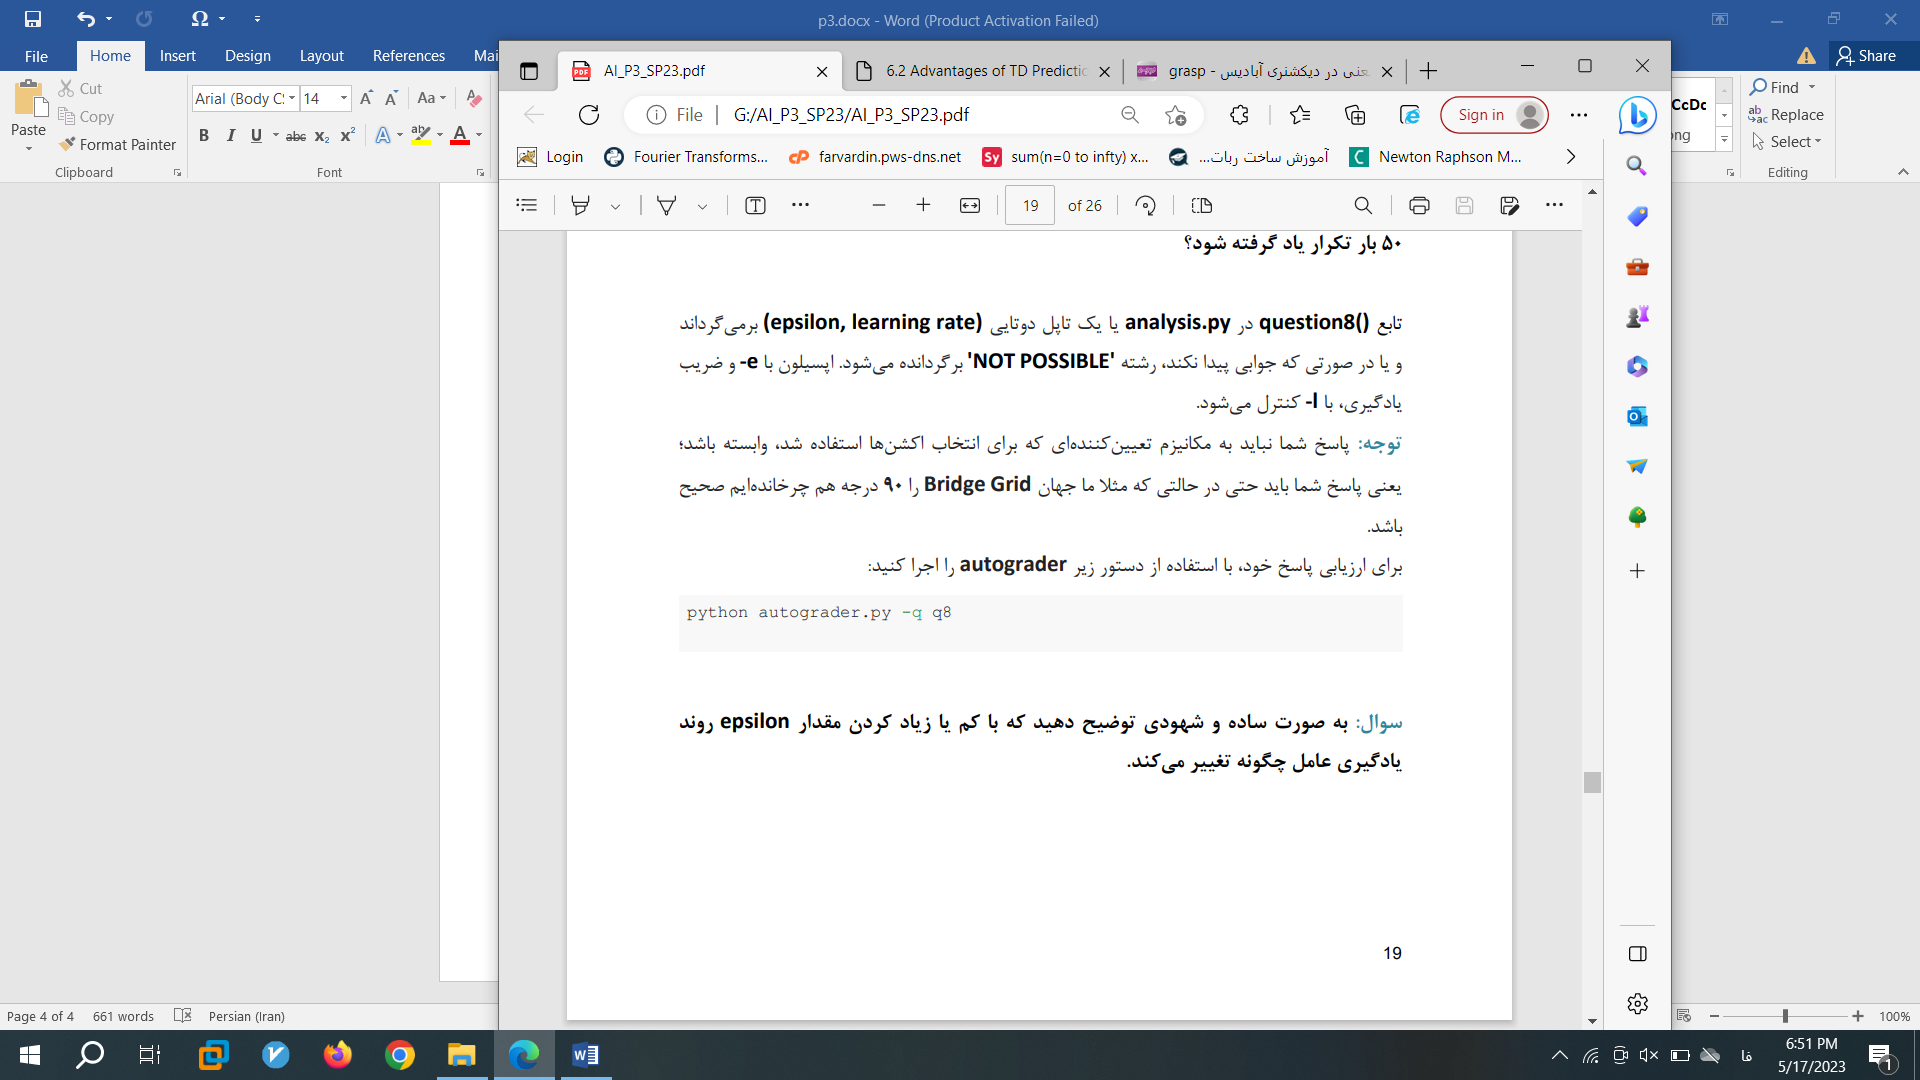 p3.docx - Word (Product Activation Failed)
File
Home
Insert
Design
Layout
References
Mai
Share
Paste
Cut
Copy
Format Painter
Clipboard
Arial (Body C
14
Font
Find
Replace
Select
Editing
AI_P3_SP23.pdf
6.2 Advantages of TD Predictic
grasp - معنی در دیکشنری آبادیس
File
G:/AI_P3_SP23/AI_P3_SP23.pdf
Sign in
Login
Fourier Transforms...
farvardin.pws-dns.net
sum(n=0 to infty) x...
آموزش ساخت ربات...
Newton Raphson M...
19
of 26
۵۰ بار تکرار یاد گرفته شود؟
تابع question8() در analysis.py یا یک تاپل دوتایی (epsilon, learning rate) برمی‌گرداند
و یا در صورتی که جوابی پیدا نکند، رشته 'NOT POSSIBLE' برگردانده می‌شود. اپسیلون با -e و ضریب
یادگیری، با -l کنترل می‌شود.
توجه: پاسخ شما نباید به مکانیزم تعیین‌کننده‌ای که برای انتخاب اکشن‌ها استفاده شد، وابسته باشد؛
یعنی پاسخ شما باید حتی در حالتی که مثلا ما جهان Bridge Grid را ۹۰ درجه هم چرخانده‌ایم صحیح
باشد.
برای ارزیابی پاسخ خود، با استفاده از دستور زیر autograder را اجرا کنید:
python autograder.py -q q8
سوال: به صورت ساده و شهودی توضیح دهید که با کم یا زیاد کردن مقدار epsilon روند
یادگیری عامل چگونه تغییر می‌کند.
19
Page 4 of 4
661 words
Persian (Iran)
100%
فا
6:51 PM
5/17/2023
1